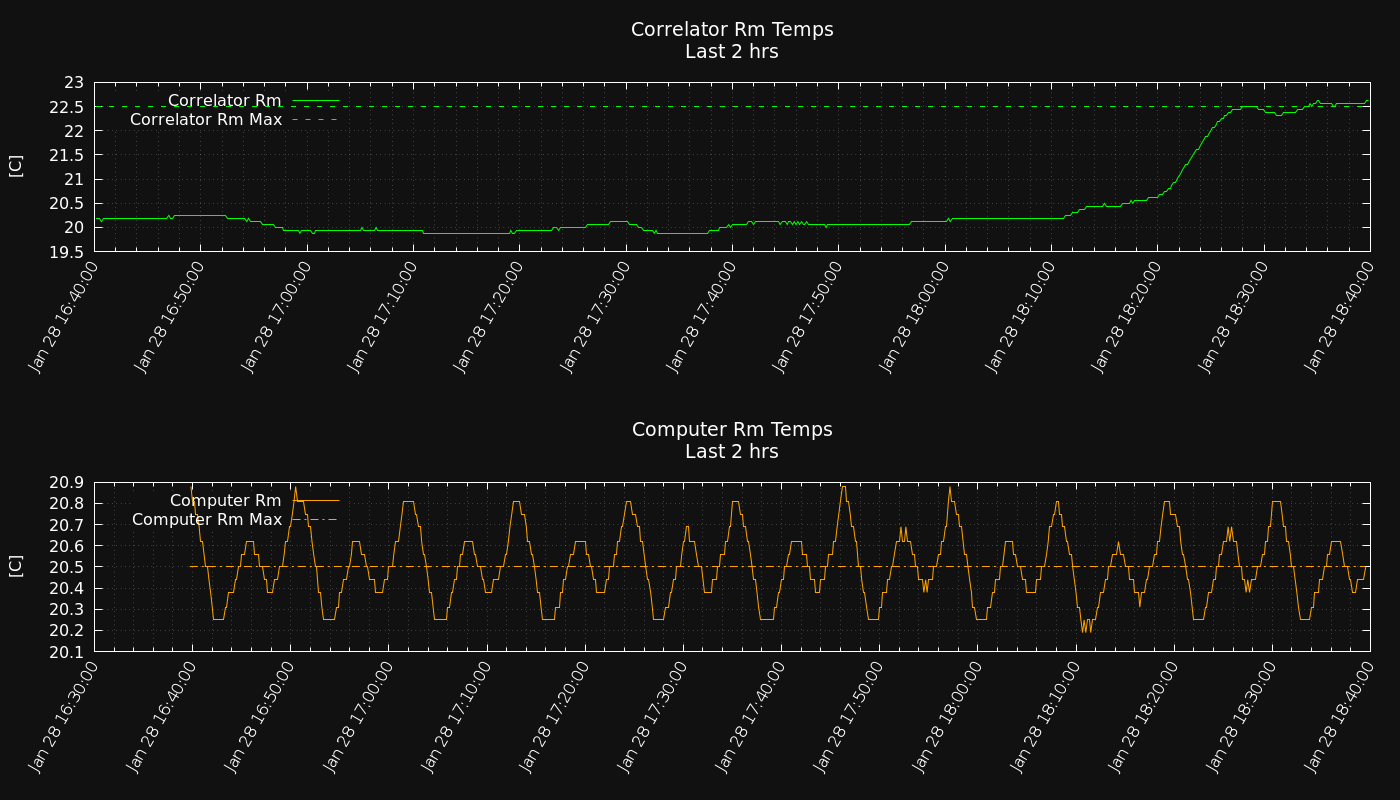 Correlator Rm Temps
Last 2 hrs
23
22.5
22
21.5
21
20.5
20
19.5
[C]
Correlator Rm
Correlator Rm Max
Jan 28 16:40:00
Jan 28 16:50:00
Jan 28 17:00:00
Jan 28 17:10:00
Jan 28 17:20:00
Jan 28 17:30:00
Jan 28 17:40:00
Jan 28 17:50:00
Jan 28 18:00:00
Jan 28 18:10:00
Jan 28 18:20:00
Jan 28 18:30:00
Jan 28 18:40:00
Computer Rm Temps
Last 2 hrs
20.9
20.8
20.7
20.6
20.5
20.4
20.3
20.2
20.1
[C]
Computer Rm
Computer Rm Max
Jan 28 16:30:00
Jan 28 16:40:00
Jan 28 16:50:00
Jan 28 17:00:00
Jan 28 17:10:00
Jan 28 17:20:00
Jan 28 17:30:00
Jan 28 17:40:00
Jan 28 17:50:00
Jan 28 18:00:00
Jan 28 18:10:00
Jan 28 18:20:00
Jan 28 18:30:00
Jan 28 18:40:00